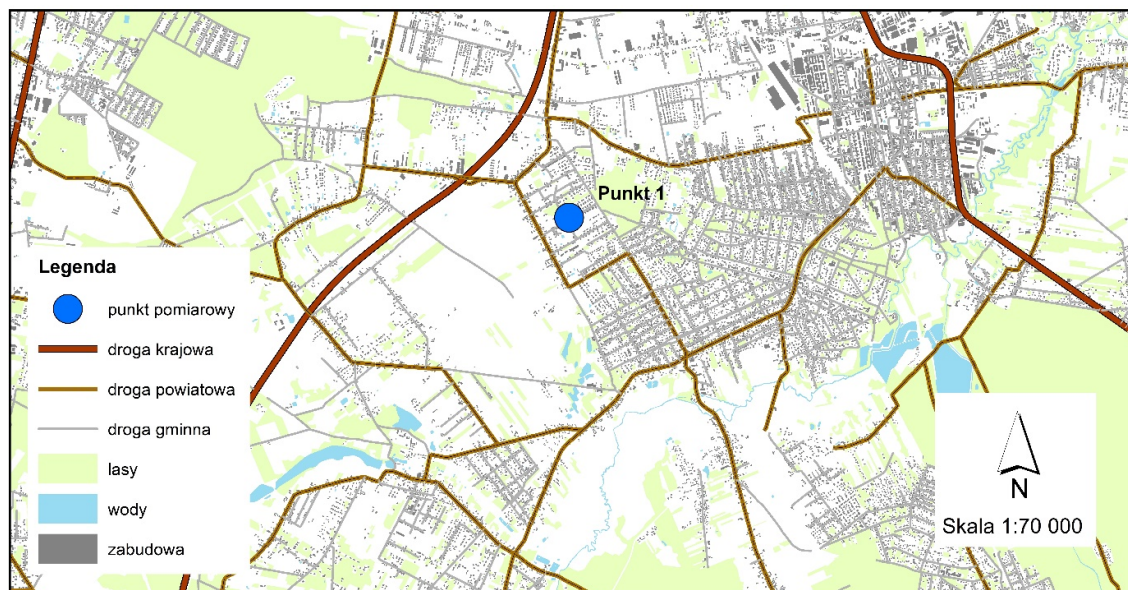 Punkt 1
Legenda
punkt pomiarowy
droga krajowa
droga powiatowa
droga gminna
lasy
wody
zabudowa
N
Skala 1:70 000